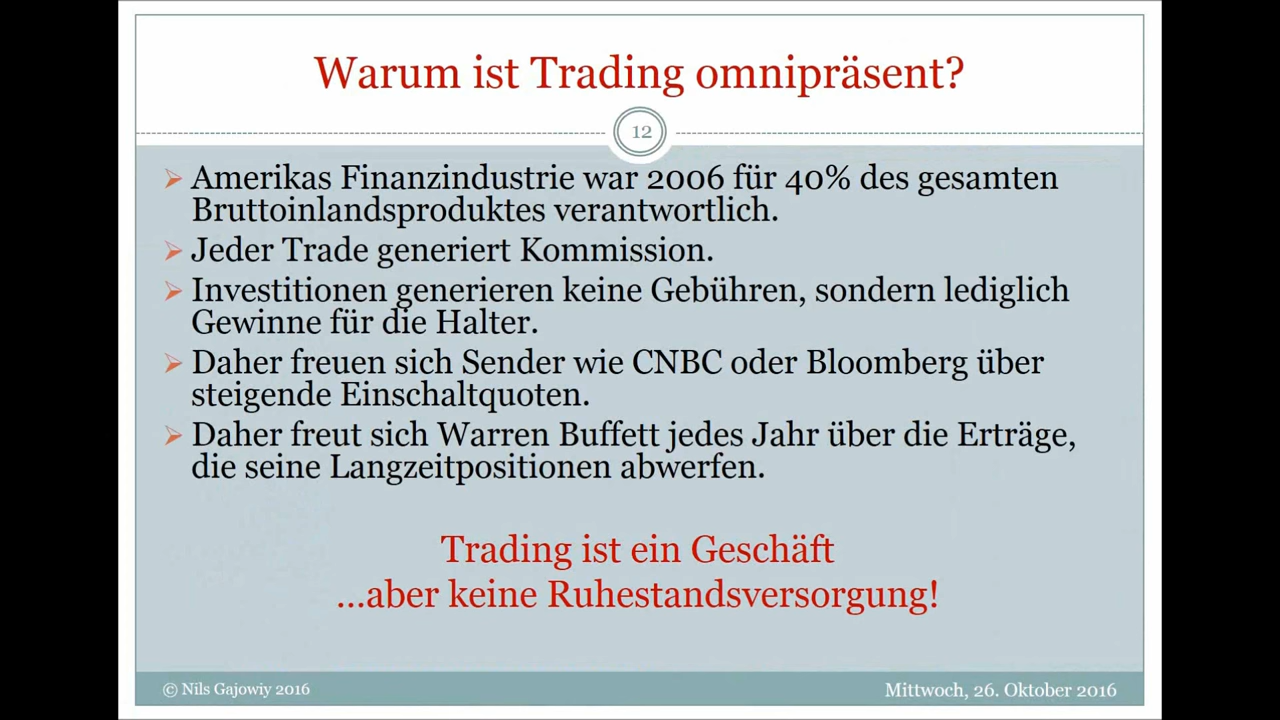 Warum ist Trading omnipräsent?
12
Amerikas Finanzindustrie war 2006 für 40% des gesamten
Bruttoinlandsproduktes verantwortlich.
Jeder Trade generiert Kommission.
Investitionen generieren keine Gebühren, sondern lediglich
Gewinne für die Halter.
Daher freuen sich Sender wie CNBC oder Bloomberg über
steigende Einschaltquoten.
Daher freut sich Warren Buffett jedes Jahr über die Erträge,
die seine Langzeitpositionen abwerfen.
Trading ist ein Geschäft
...aber keine Ruhestandsversorgung!
© Nils Gajowiy 2016
Mittwoch, 26. Oktober 2016